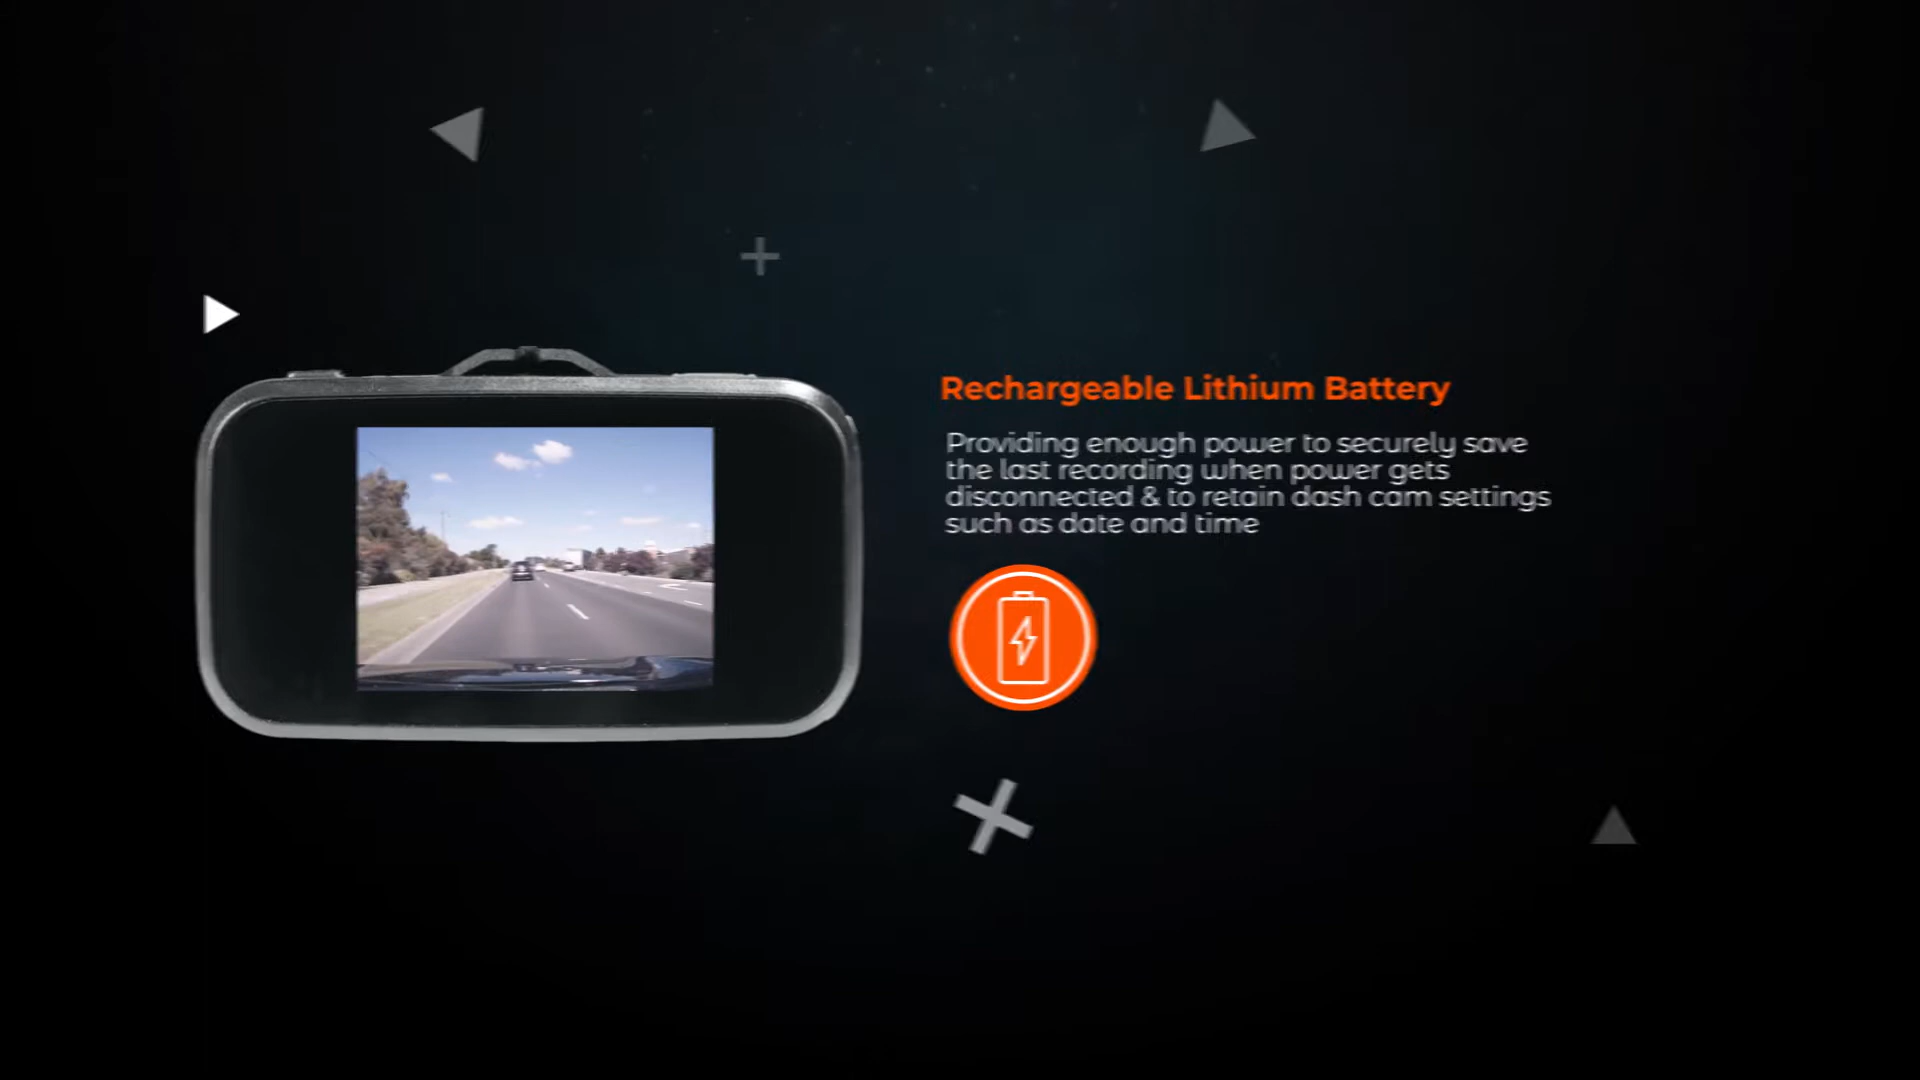 Rechargeable Lithium Battery
Providing enough power to securely save
the last recording when power gets
disconnected & to retain dash cam settings
such as date and time